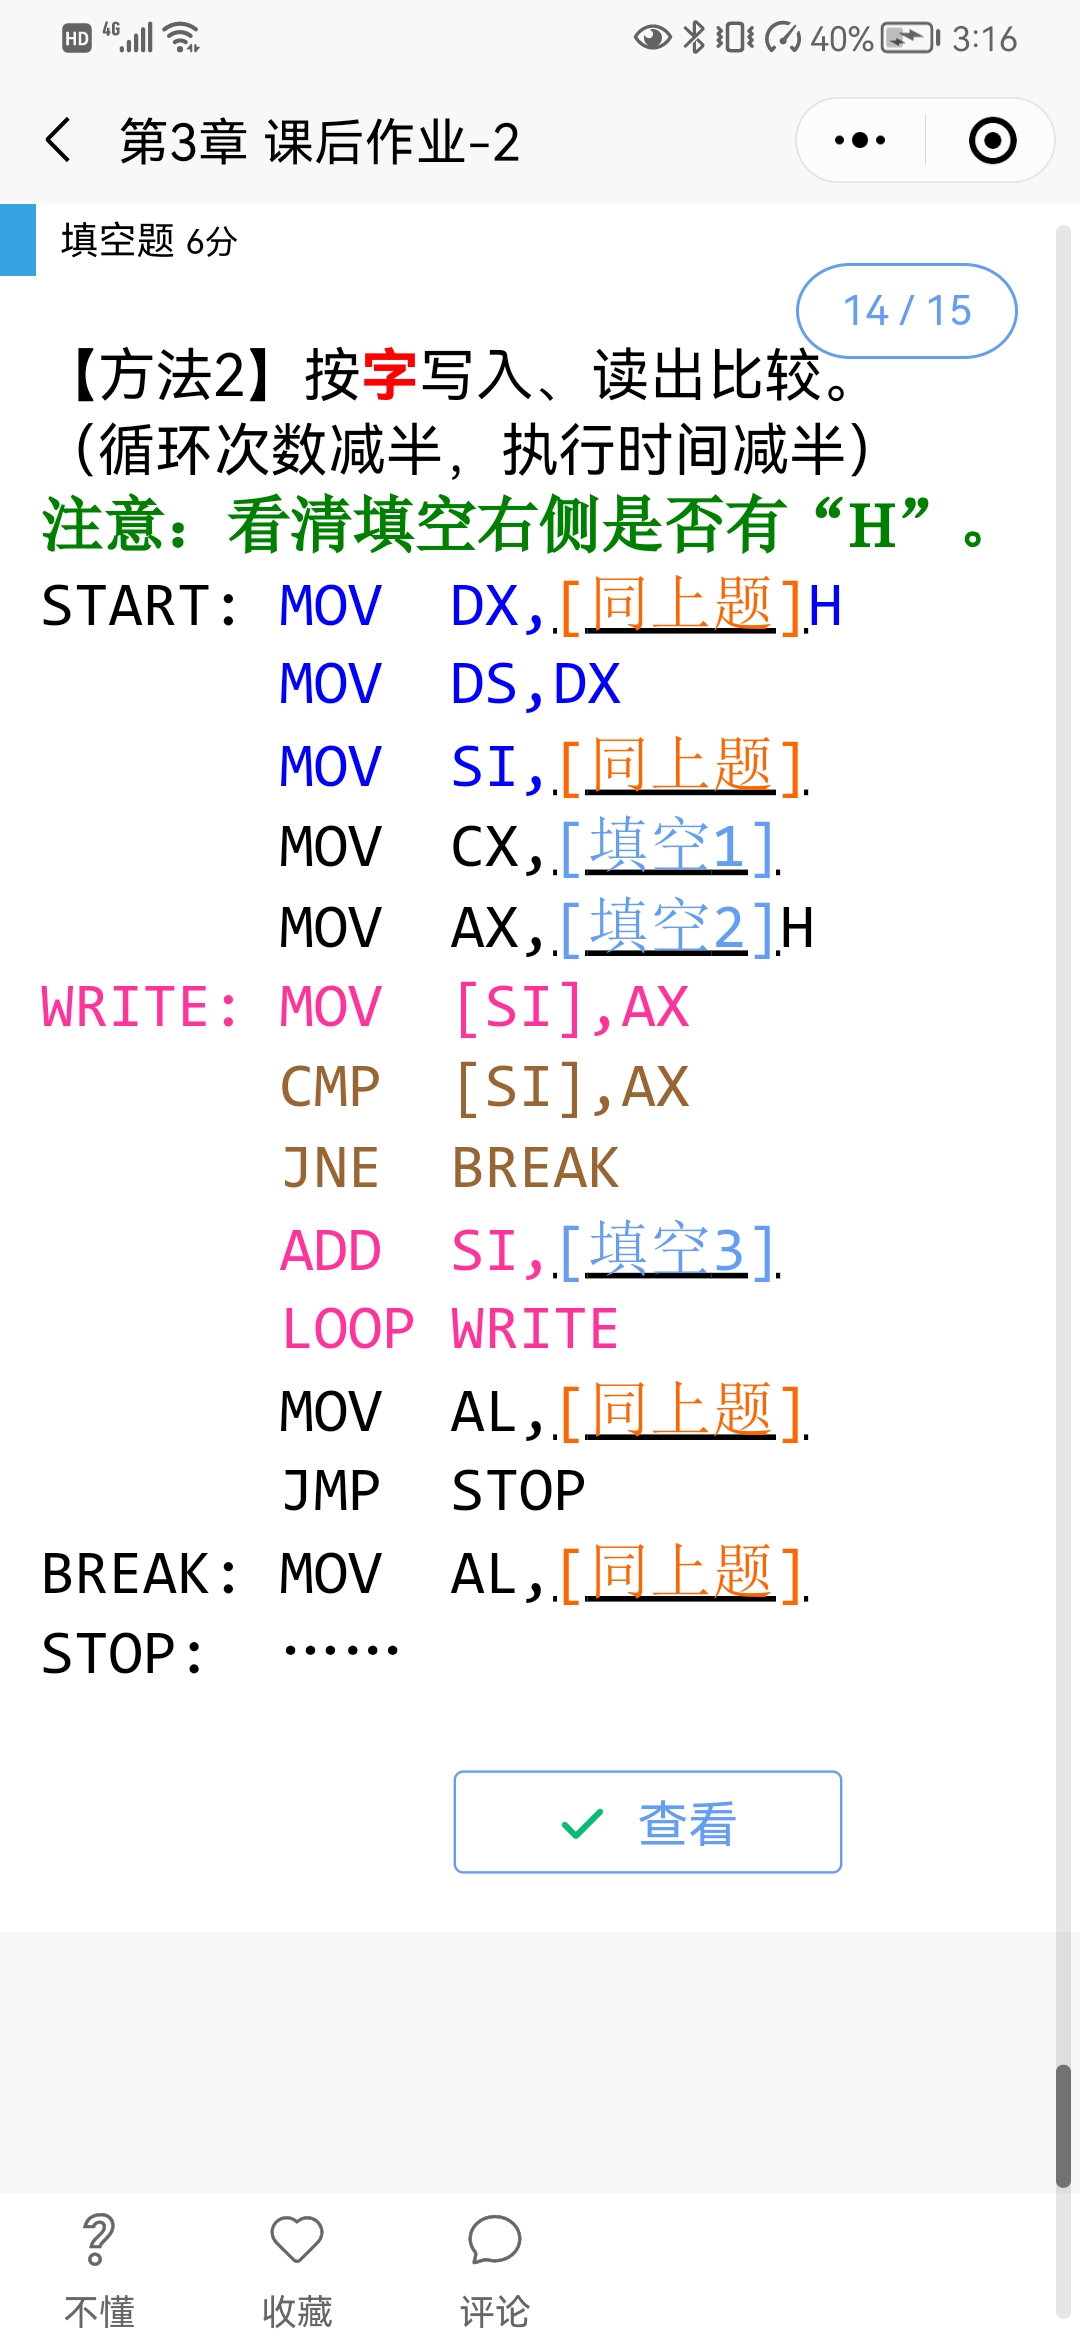 HD 4G 40% 3:16
第3章 课后作业-2
填空题 6分
14 / 15
【方法2】按字写入、读出比较。
（循环次数减半，执行时间减半）
注意：看清填空右侧是否有“H”。
START: MOV DX,[同上题]H
MOV DS,DX
MOV SI,[同上题]
MOV CX,[填空1]
MOV AX,[填空2]H
WRITE: MOV [SI],AX
CMP [SI],AX
JNE BREAK
ADD SI,[填空3]
LOOP WRITE
MOV AL,[同上题]
JMP STOP
BREAK: MOV AL,[同上题]
STOP: ……
查看
不懂 收藏 评论